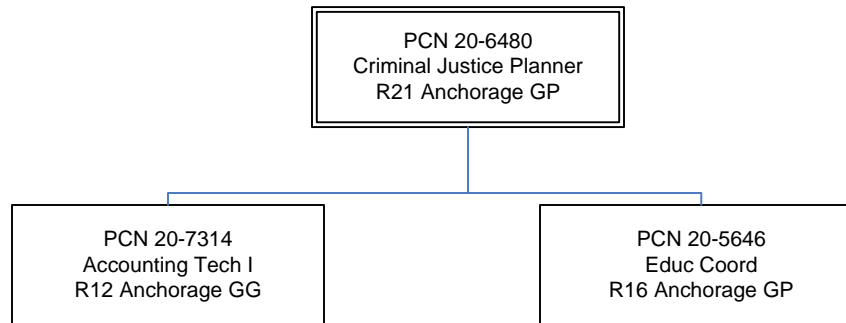 PCN 20-6480
Criminal Justice Planner
R21 Anchorage GP
PCN 20-7314
Accounting Tech I
R12 Anchorage GG
PCN 20-5646
Educ Coord
R16 Anchorage GP